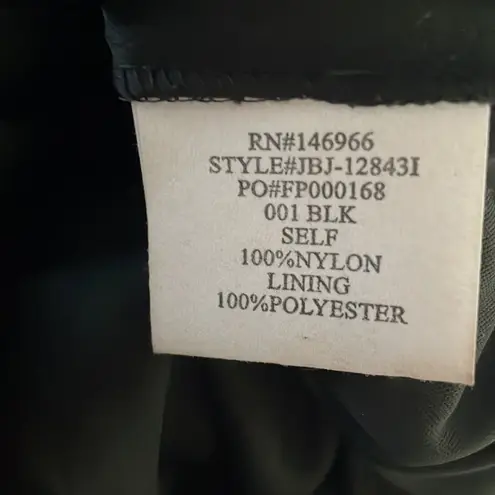 RN#146966
STYLE#JBJ-12843I
PO#FP000168
001 BLK
SELF
100%NYLON
LINING
100%POLYESTER